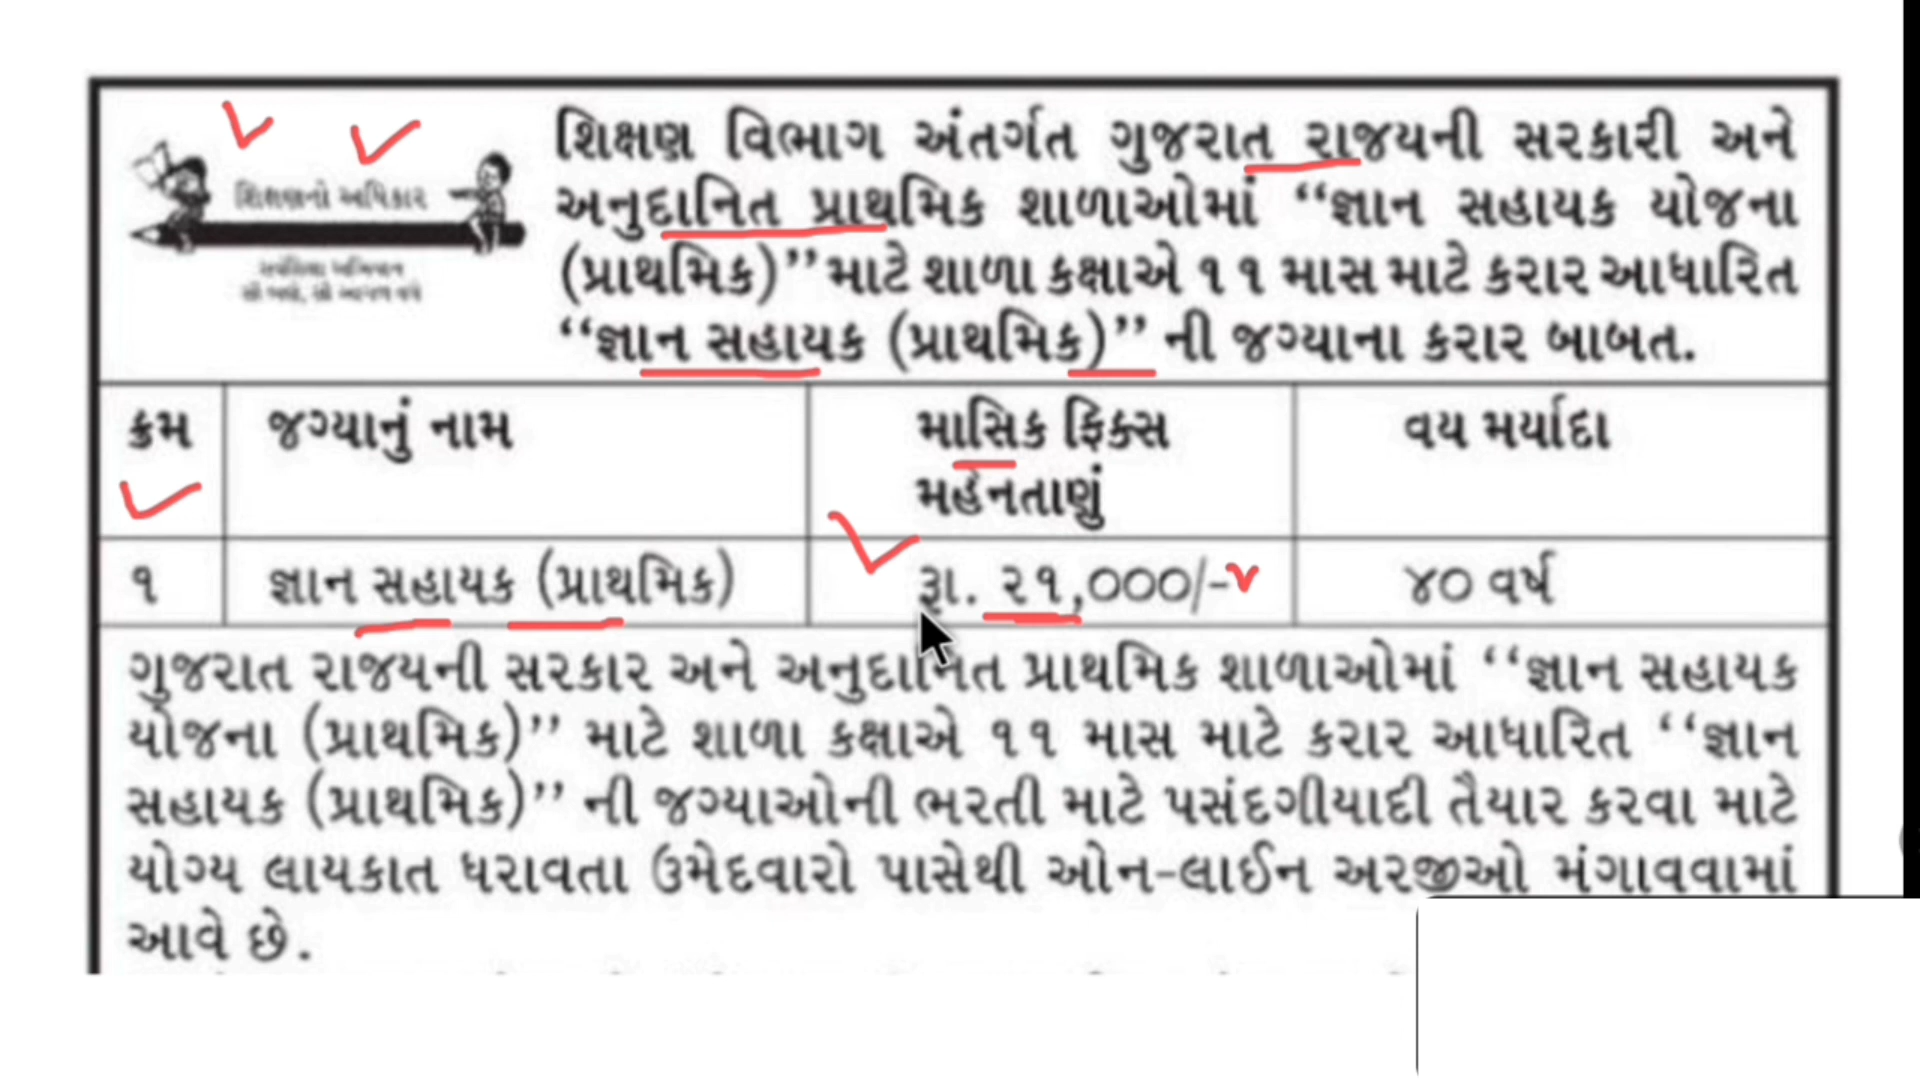 શિક્ષણનો અધિકાર
શિક્ષણ વિભાગ અંતર્ગત ગુજરાત રાજયની સરકારી અને
અનુદાનિત પ્રાથમિક શાળાઓમાં ‘‘જ્ઞાન સહાયક યોજના
(પ્રાથમિક)’’ માટે શાળા કક્ષાએ ૧૧ માસ માટે કરાર આધારિત
‘‘જ્ઞાન સહાયક (પ્રાથમિક)’’ ની જગ્યાના કરાર બાબત.
ક્રમ જગ્યાનું નામ માસિક ફિક્સ મહેનતાણું વય મર્યાદા
૧ જ્ઞાન સહાયક (પ્રાથમિક) રૂા. ૨૧,૦૦૦/- ૪૦ વર્ષ
ગુજરાત રાજયની સરકાર અને અનુદાનિત પ્રાથમિક શાળાઓમાં ‘‘જ્ઞાન સહાયક
યોજના (પ્રાથમિક)’’ માટે શાળા કક્ષાએ ૧૧ માસ માટે કરાર આધારિત ‘‘જ્ઞાન
સહાયક (પ્રાથમિક)’’ ની જગ્યાઓની ભરતી માટે પસંદગીયાદી તૈયાર કરવા માટે
યોગ્ય લાયકાત ધરાવતા ઉમેદવારો પાસેથી ઓન-લાઈન અરજીઓ મંગાવવામાં
આવે છે.